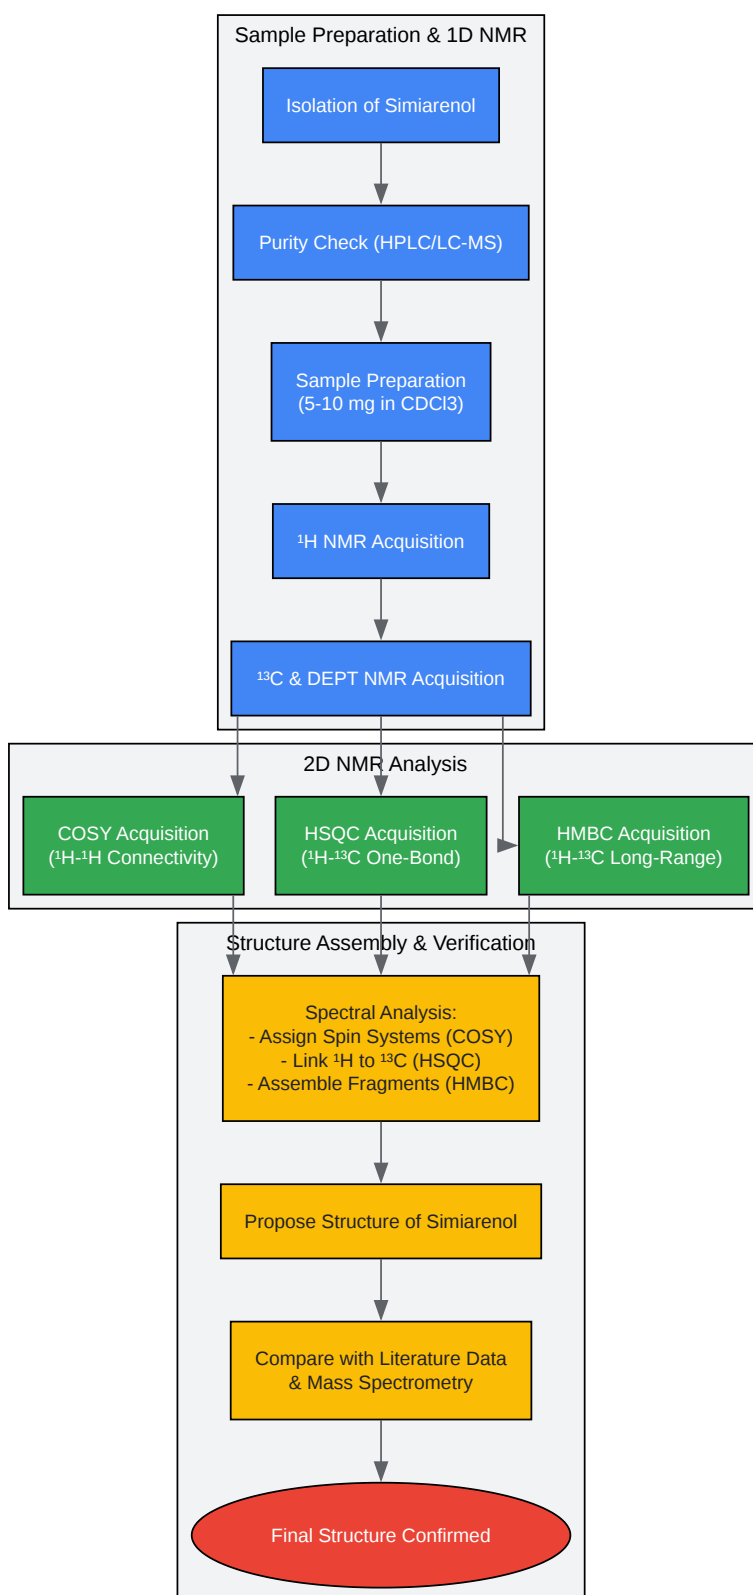 Sample Preparation & 1D NMR
Isolation of Simiarenol
Purity Check (HPLC/LC-MS)
Sample Preparation
(5-10 mg in CDCl3)
¹H NMR Acquisition
¹³C & DEPT NMR Acquisition
2D NMR Analysis
COSY Acquisition
(¹H-¹H Connectivity)
HSQC Acquisition
(¹H-¹³C One-Bond)
HMBC Acquisition
(¹H-¹³C Long-Range)
Structure Assembly & Verification
Spectral Analysis:
- Assign Spin Systems (COSY)
- Link ¹H to ¹³C (HSQC)
- Assemble Fragments (HMBC)
Propose Structure of Simiarenol
Compare with Literature Data
& Mass Spectrometry
Final Structure Confirmed